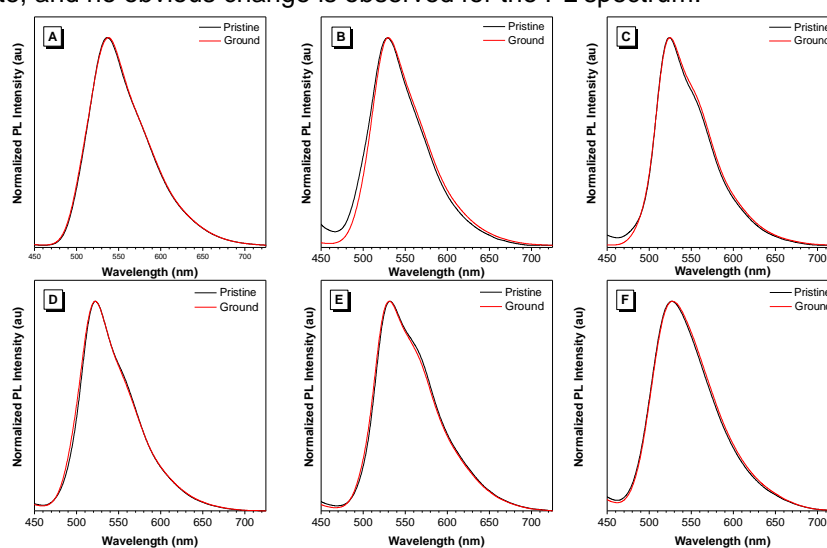 and no obvious change is observed for the PL spectrum.
A
Pristine
Ground
Normalized PL Intensity (au)
450 500 550 600 650 700
Wavelength (nm)
B
Pristine
Ground
Normalized PL Intensity (au)
450 500 550 600 650 700
Wavelength (nm)
C
Pristine
Ground
Normalized PL Intensity (au)
450 500 550 600 650 700
Wavelength (nm)
D
Pristine
Ground
Normalized PL Intensity (au)
450 500 550 600 650 700
Wavelength (nm)
E
Pristine
Ground
Normalized PL Intensity (au)
450 500 550 600 650 700
Wavelength (nm)
F
Pristine
Ground
Normalized PL Intensity (au)
450 500 550 600 650 700
Wavelength (nm)